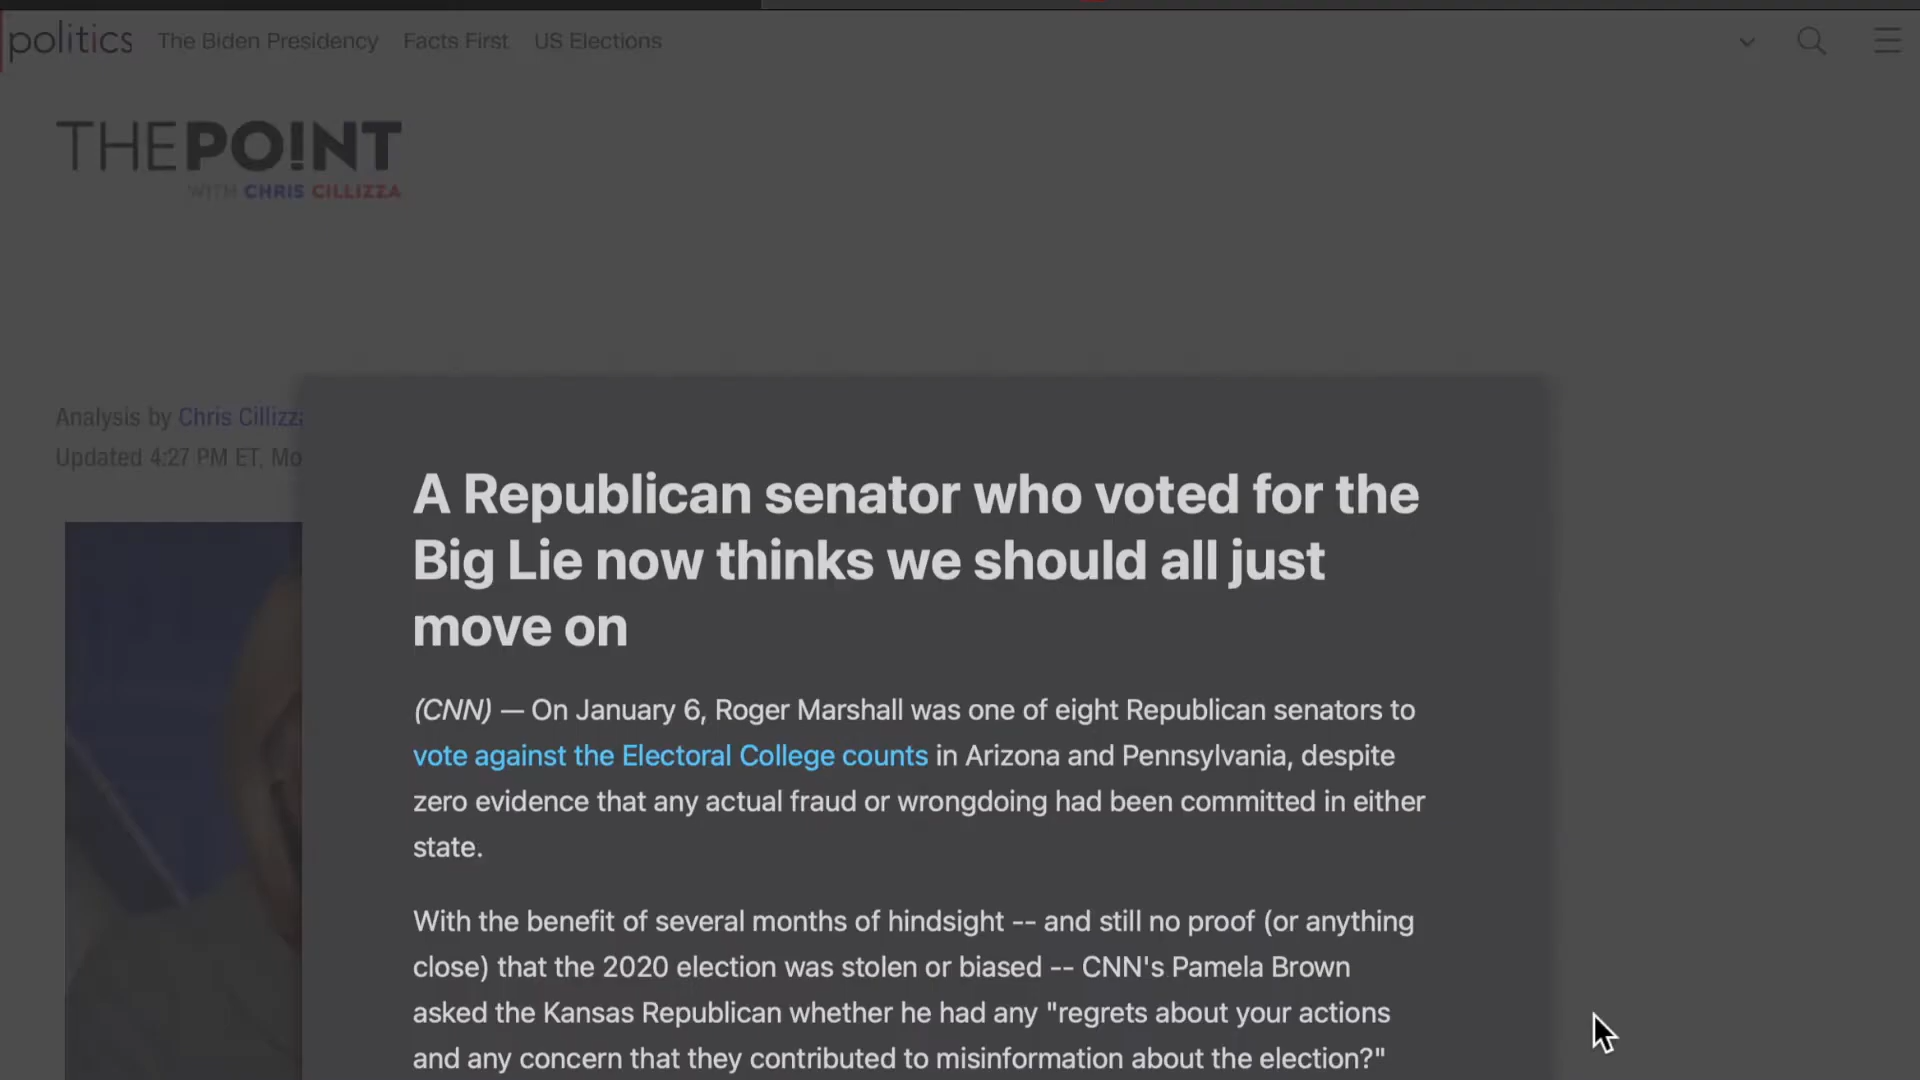 politics The Biden Presidency Facts First US Elections
THE PO!NT
WITH CHRIS CILLIZZA
Analysis by Chris Cillizza
Updated 4:27 PM ET, Mo
A Republican senator who voted for the
Big Lie now thinks we should all just
move on
(CNN) — On January 6, Roger Marshall was one of eight Republican senators to
vote against the Electoral College counts in Arizona and Pennsylvania, despite
zero evidence that any actual fraud or wrongdoing had been committed in either
state.
With the benefit of several months of hindsight -- and still no proof (or anything
close) that the 2020 election was stolen or biased -- CNN's Pamela Brown
asked the Kansas Republican whether he had any "regrets about your actions
and any concern that they contributed to misinformation about the election?"